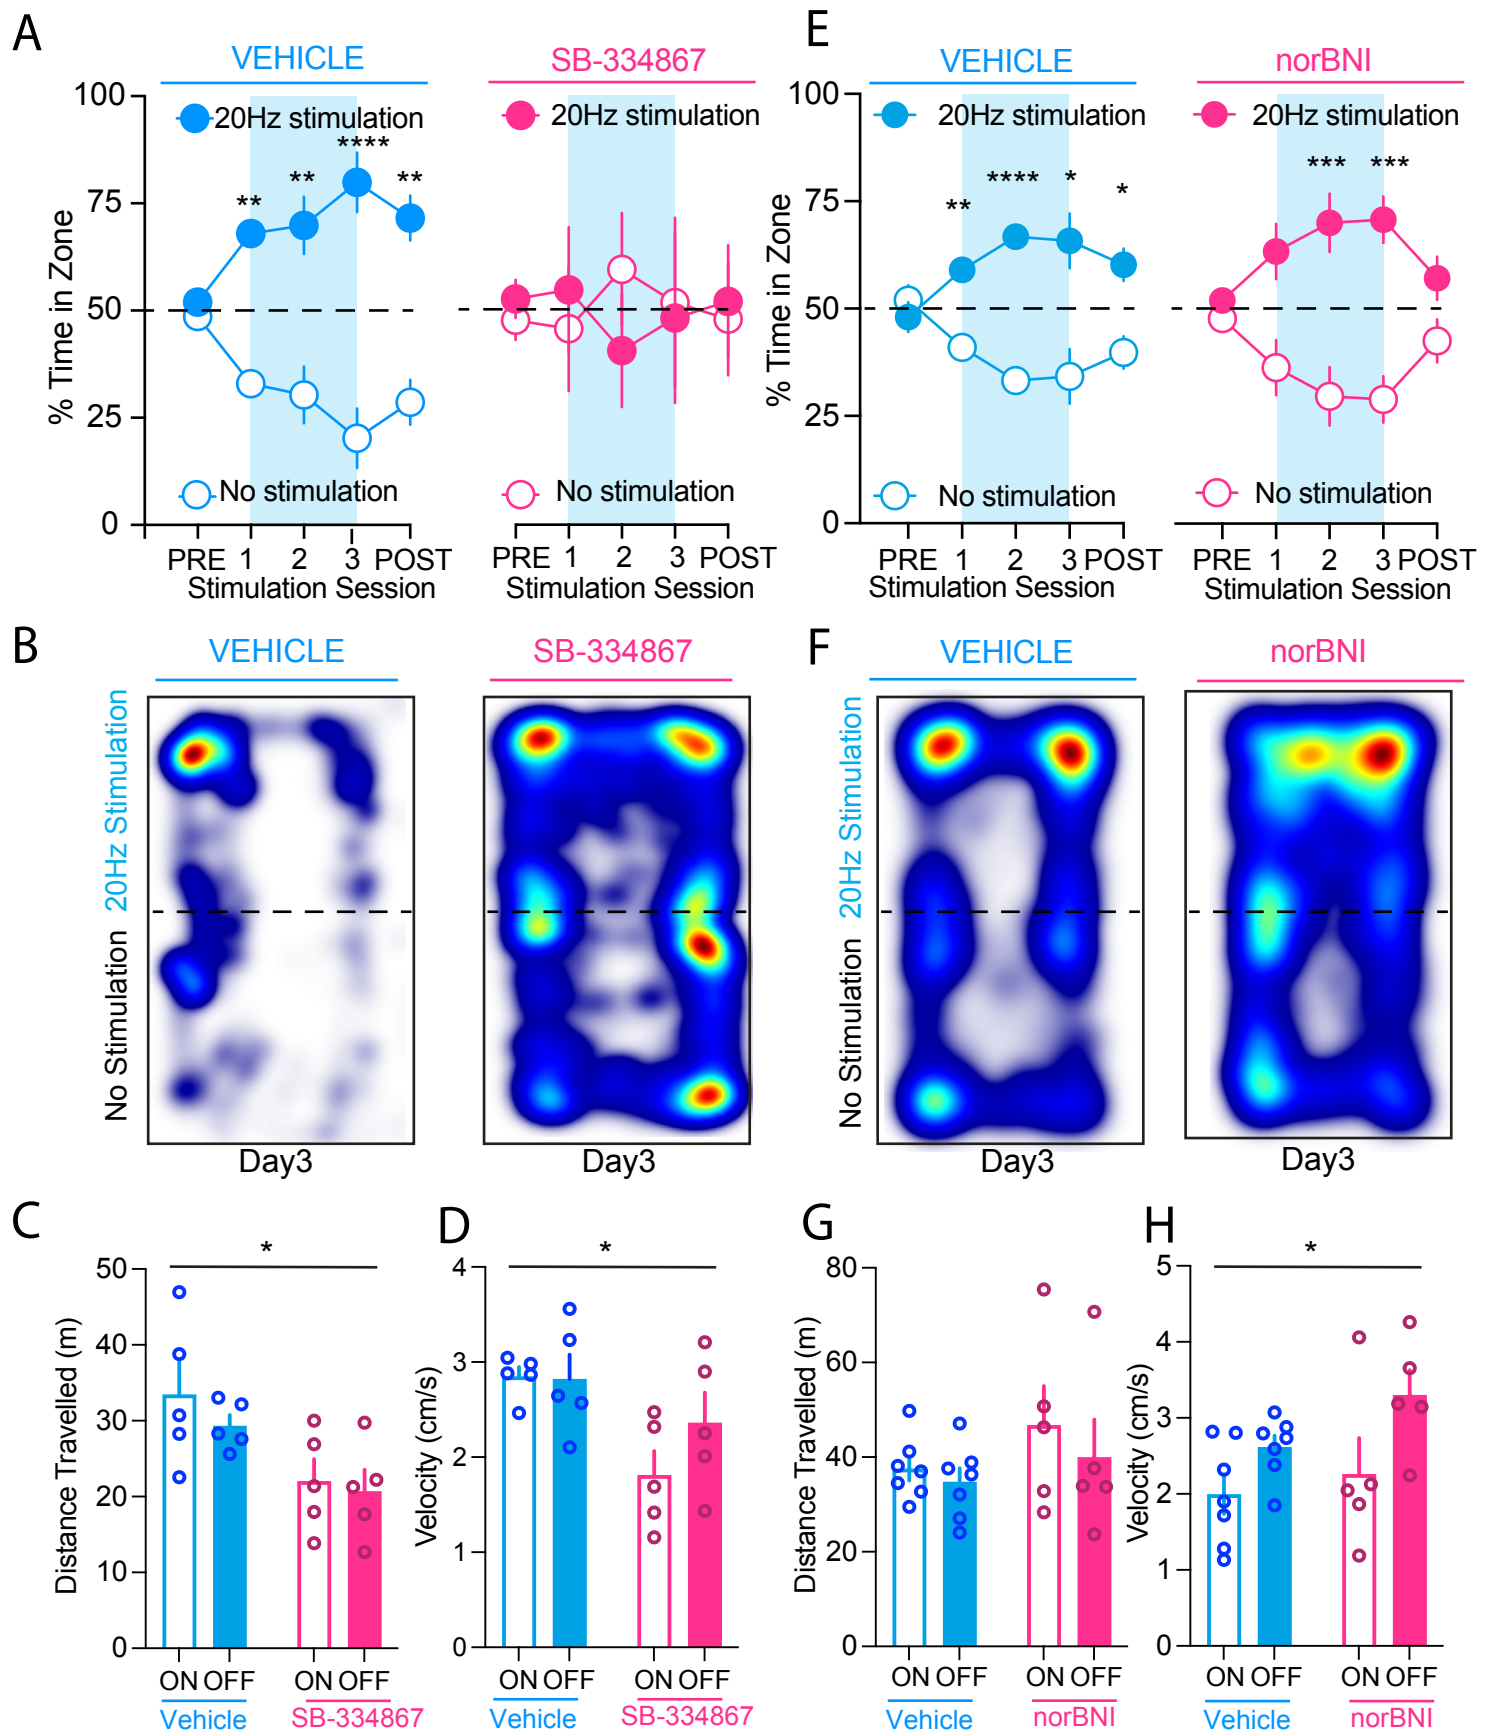 A
E
VEHICLE
SB-334867
VEHICLE
norBNI
100
75
50
25
0
% Time in Zone
20Hz stimulation
**
**
****
**
No stimulation
PRE 1 2 3 POST
Stimulation Session
20Hz stimulation
No stimulation
PRE 1 2 3 POST
Stimulation Session
100
75
50
25
0
% Time in Zone
20Hz stimulation
**
****
*
*
No stimulation
PRE 1 2 3 POST
Stimulation Session
20Hz stimulation
***
***
No stimulation
PRE 1 2 3 POST
Stimulation Session
B
F
VEHICLE
SB-334867
VEHICLE
norBNI
No Stimulation 20Hz Stimulation
Day3
Day3
No Stimulation 20Hz Stimulation
Day3
Day3
C
*
50
40
30
20
10
0
Distance Travelled (m)
ON OFF
ON OFF
Vehicle
SB-334867
D
*
4
3
2
1
0
Velocity (cm/s)
ON OFF
ON OFF
Vehicle
SB-334867
G
80
60
40
20
0
Distance Travelled (m)
ON OFF
ON OFF
Vehicle
norBNI
H
*
5
4
3
2
1
0
Velocity (cm/s)
ON OFF
ON OFF
Vehicle
norBNI